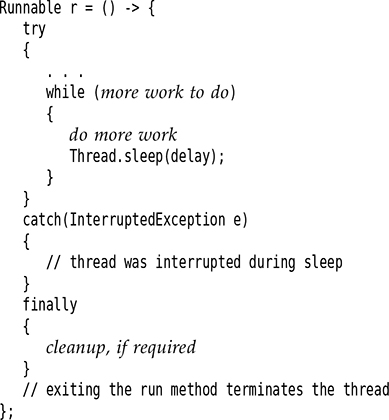 Runnable r = () -> {
   try
   {
      . . .
      while (more work to do)
      {
         do more work
         Thread.sleep(delay);
      }
   }
   catch(InterruptedException e)
   {
      // thread was interrupted during sleep
   }
   finally
   {
      cleanup, if required
   }
   // exiting the run method terminates the thread
};